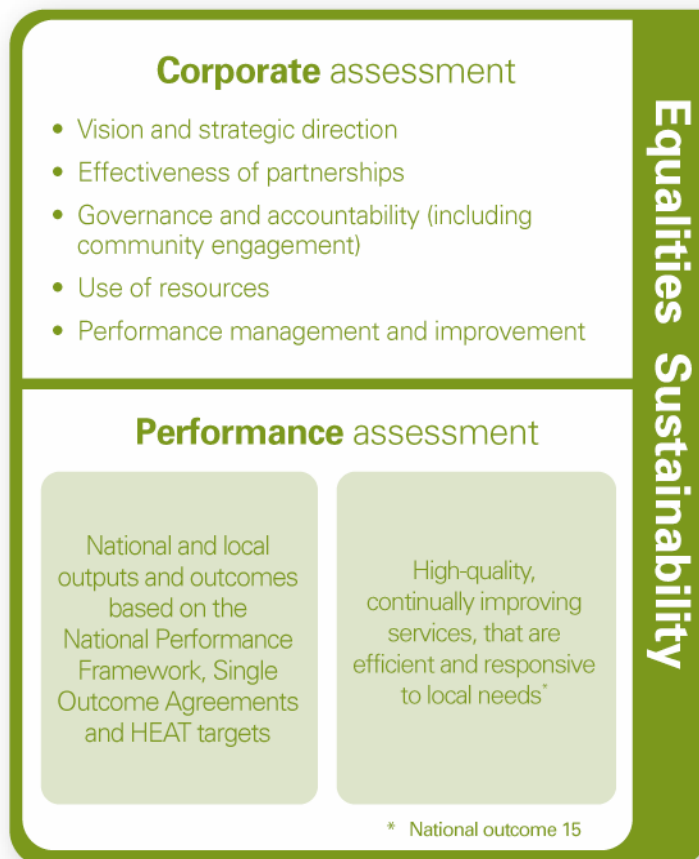 Corporate assessment
• Vision and strategic direction
• Effectiveness of partnerships
• Governance and accountability (including
community engagement)
• Use of resources
• Performance management and improvement
Performance assessment
National and local
outputs and outcomes
based on the
National Performance
Framework, Single
Outcome Agreements
and HEAT targets
High-quality,
continually improving
services, that are
efficient and responsive
to local needs*
* National outcome 15
Equalities Sustainability